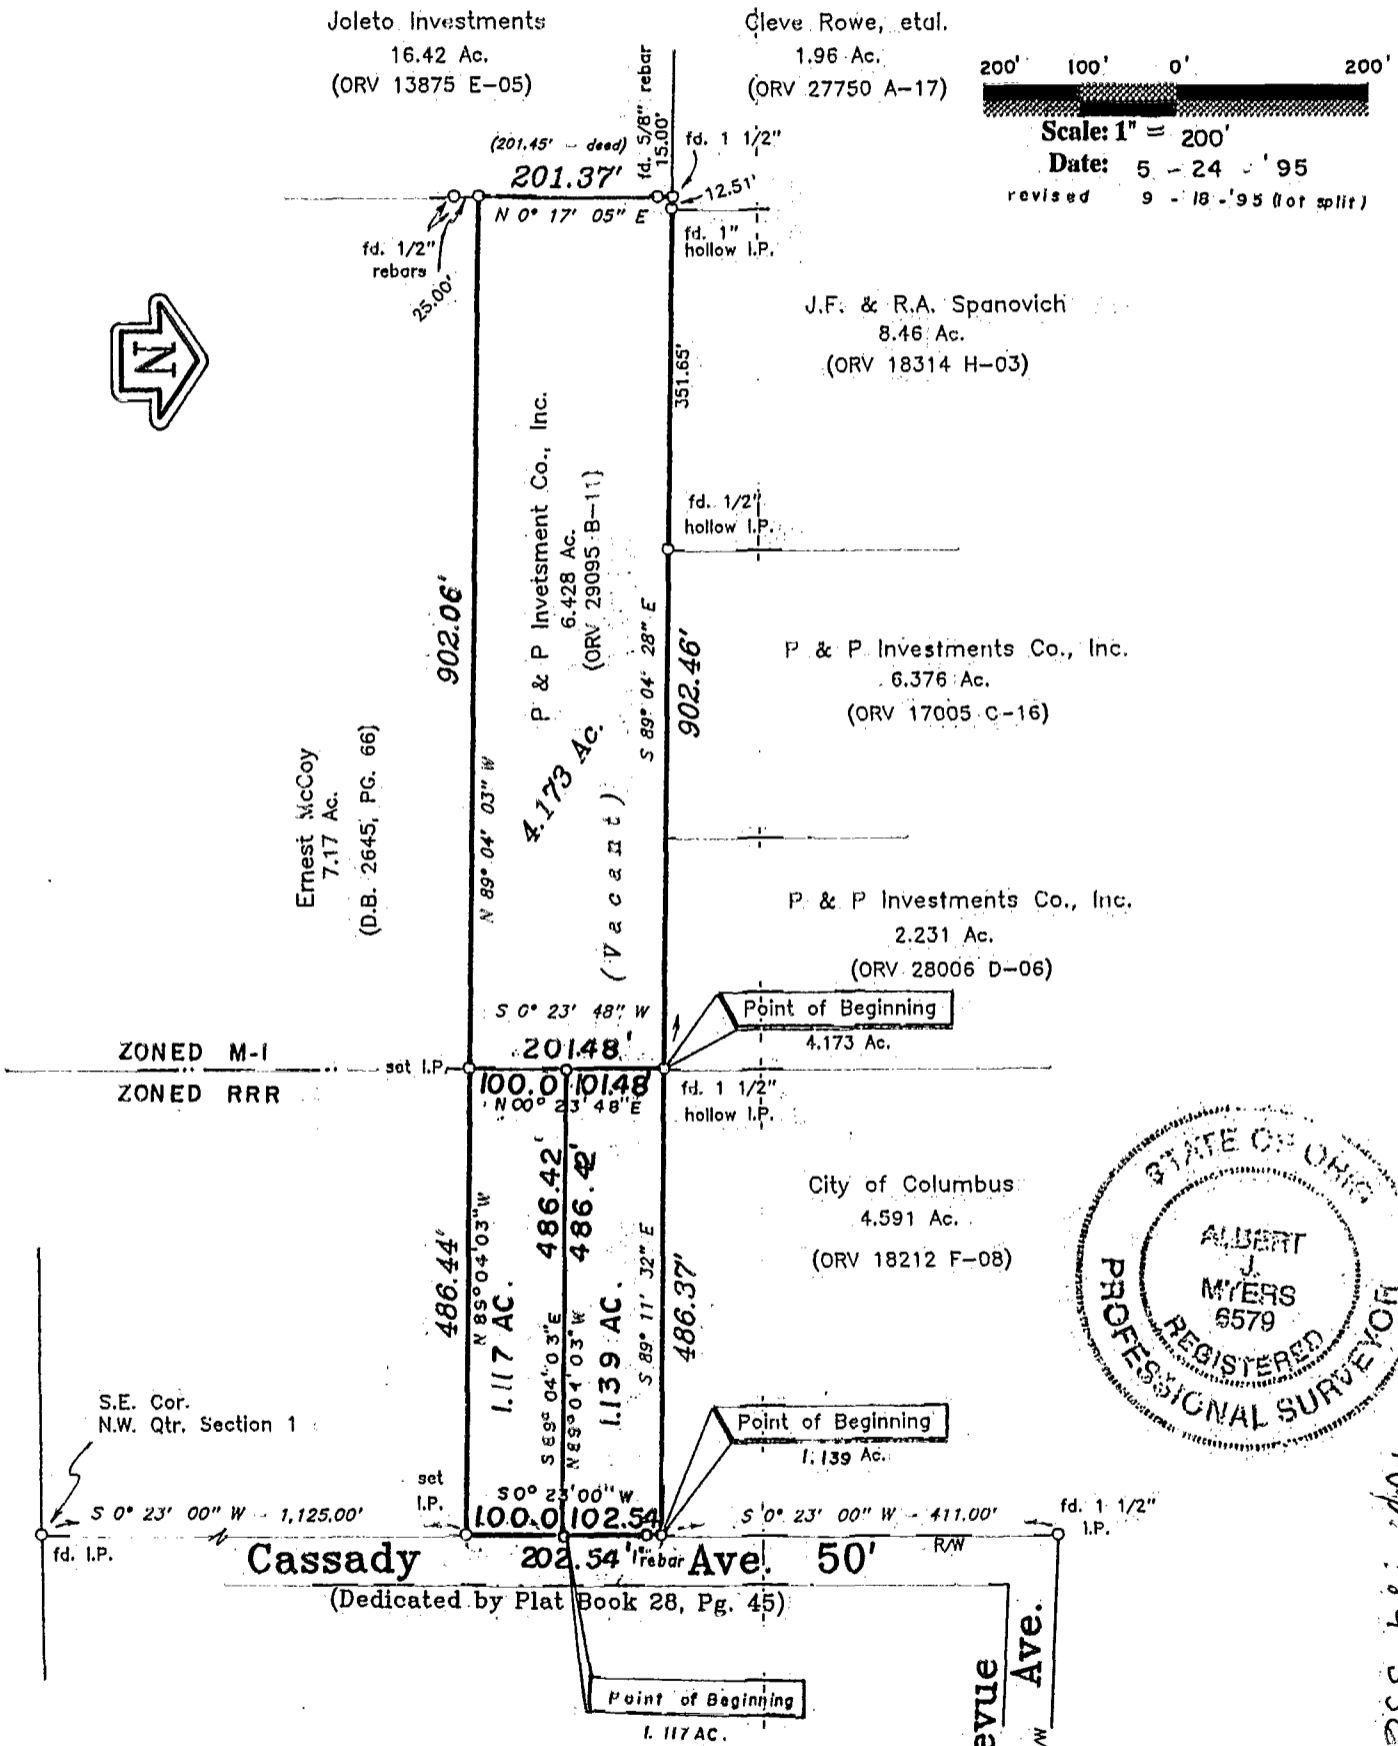 Joleto Investments
16.42 Ac.
(ORV 13875 E-05)
Cleve Rowe, etal.
1.96 Ac.
(ORV 27750 A-17)
200' 100' 0' 200'
Scale: 1" = 200'
Date: 5 - 24 - '95
revised 9 - 18 - '95 (lot split)
(201.45' - deed)
201.37'
N 0° 17' 05" E
fd. 5/8" rebar
15.00'
fd. 1 1/2"
12.51'
fd. 1"
hollow I.P.
fd. 1/2"
rebars
25.00'
N
J.F. & R.A. Spanovich
8.46 Ac.
(ORV 18314 H-03)
351.65'
P & P Invetsment Co., Inc.
6.428 Ac.
(ORV 29095 B-11)
fd. 1/2"
hollow I.P.
902.06'
N 89° 04' 03" W
4.173 Ac.
(Vacant)
S 89° 04' 28" E
902.46'
P & P Investments Co., Inc.
6.376 Ac.
(ORV 17005 C-16)
Ernest McCoy
7.17 Ac.
(D.B. 2645, PG. 66)
P & P Investments Co., Inc.
2.231 Ac.
(ORV 28006 D-06)
Point of Beginning
4.173 Ac.
S 0° 23' 48" W
201.48'
ZONED M-1
ZONED RRR
set I.P.
100.0 101.48
N 00° 23' 48" E
fd. 1 1/2"
hollow I.P.
City of Columbus
4.591 Ac.
(ORV 18212 F-08)
486.44'
N 89° 04' 03" W
1.117 AC.
486.42'
S 89° 04' 03" E
486.42'
N 89° 04' 03" W
1.139 AC.
S 89° 11' 32" E
486.37'
STATE OF OHIO
ALBERT
J.
MYERS
6579
REGISTERED
PROFESSIONAL SURVEYOR
S.E. Cor.
N.W. Qtr. Section 1
Point of Beginning
1.139 Ac.
set
I.P.
S 0° 23' 00" W
100.0 102.54
S 0° 23' 00" W - 1,125.00'
fd. I.P.
S 0° 23' 00" W - 411.00'
fd. 1 1/2"
I.P.
R/W
Cassady Ave. 50'
202.54'
1" rebar
(Dedicated by Plat Book 28, Pg. 45)
Point of Beginning
1.117 AC.
evue
Ave.